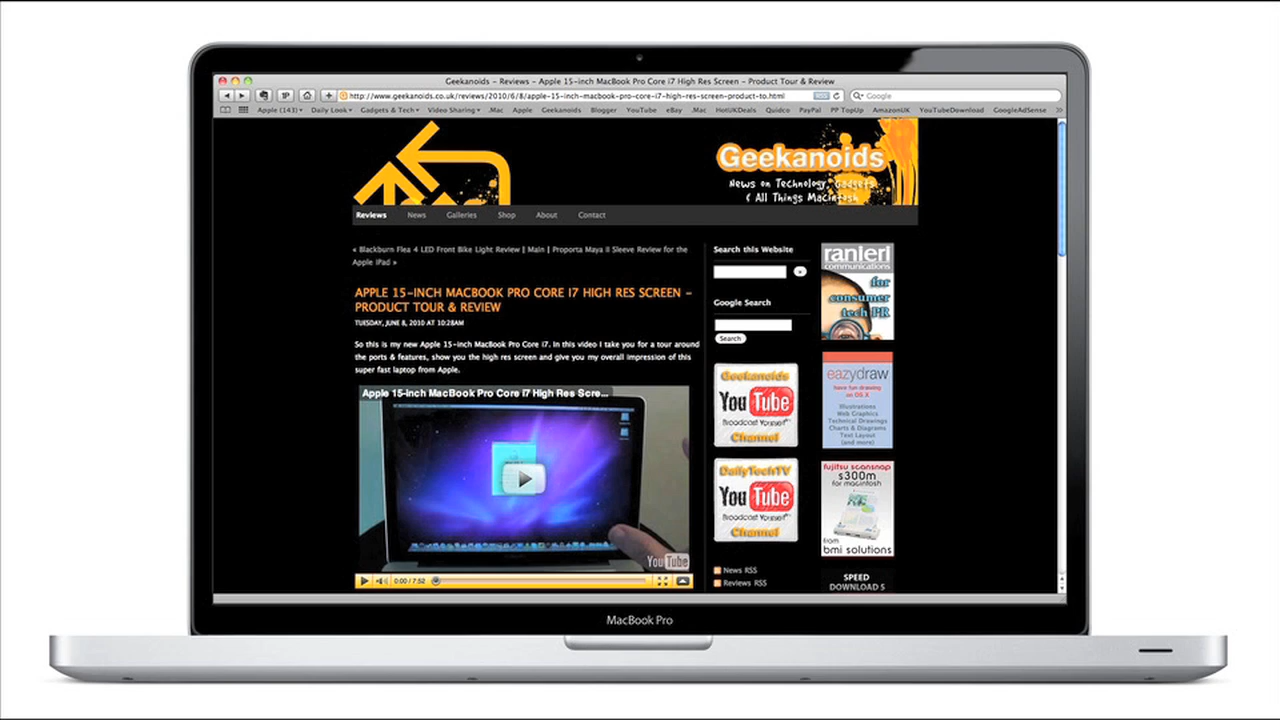 Geekanoids - Reviews - Apple 15-inch MacBook Pro Core i7 High Res Screen - Product Tour & Review
http://www.geekanoids.co.uk/reviews/2010/6/8/apple-15-inch-macbook-pro-core-i7-high-res-screen-product-to.html
Google
Apple (143) Daily Look Gadgets & Tech Video Sharing .Mac Apple Geekanoids Blogger YouTube eBay .Mac HotUKDeals Quidco PayPal PP TopUp AmazonUK YouTubeDownload GoogleAdSense
Geekanoids
News on Technology, Gadgets
& All Things Macintosh
Reviews News Galleries Shop About Contact
« Blackburn Flea 4 LED Front Bike Light Review | Main | Proporta Maya II Sleeve Review for the
Apple iPad »
APPLE 15-INCH MACBOOK PRO CORE I7 HIGH RES SCREEN -
PRODUCT TOUR & REVIEW
TUESDAY, JUNE 8, 2010 AT 10:28AM
So this is my new Apple 15-inch MacBook Pro Core i7. In this video I take you for a tour around
the ports & features, show you the high res screen and give you my overall impression of this
super fast laptop from Apple.
Apple 15-inch MacBook Pro Core i7 High Res Scre...
YouTube
0:00 / 7:52
Search this Website
Google Search
Search
Geekanoids
YouTube
Broadcast Yourself
Channel
DailyTechTV
YouTube
Broadcast Yourself
Channel
News RSS
Reviews RSS
ranieri
communications
for
consumer
tech PR
eazydraw
have fun drawing
on OS X
Illustrations
Web Graphics
Technical Drawings
Charts & Diagrams
Text Layout
(and more)
fujitsu scansnap
s300m
for macintosh
from
bmi solutions
SPEED
DOWNLOAD 5
MacBook Pro